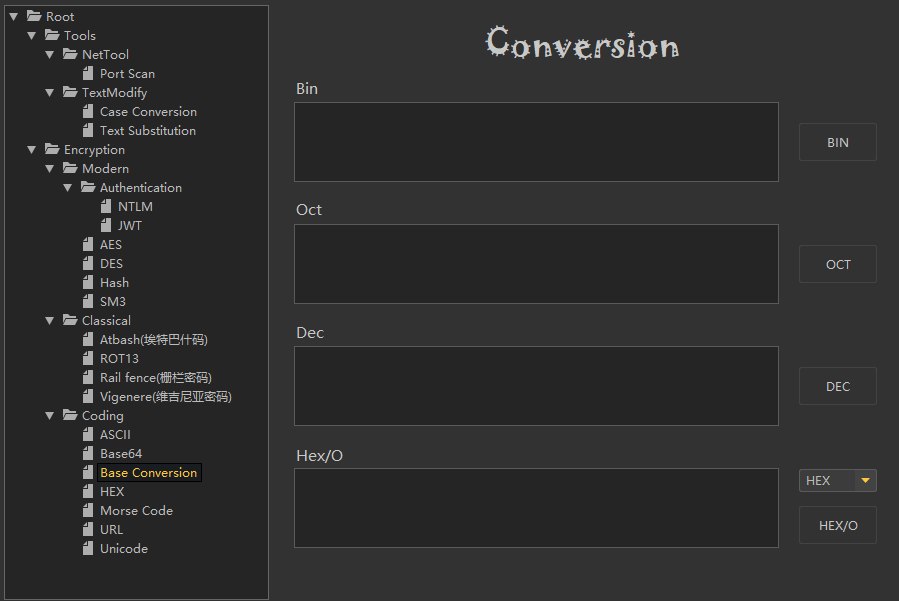 Root
Tools
NetTool
Port Scan
TextModify
Case Conversion
Text Substitution
Encryption
Modern
Authentication
NTLM
JWT
AES
DES
Hash
SM3
Classical
Atbash(埃特巴什码)
ROT13
Rail fence(栅栏密码)
Vigenere(维吉尼亚密码)
Coding
ASCII
Base64
Base Conversion
HEX
Morse Code
URL
Unicode
Conversion
Bin
BIN
Oct
OCT
Dec
DEC
Hex/O
HEX
HEX/O